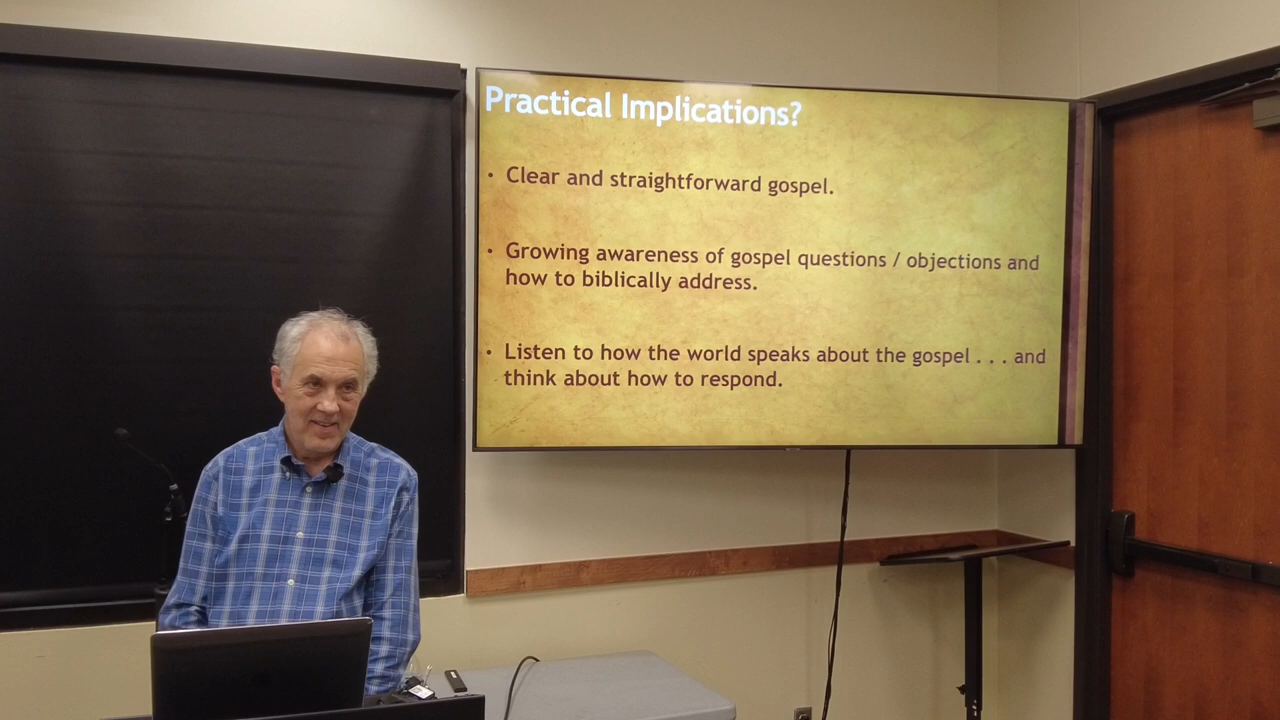 Practical Implications?
• Clear and straightforward gospel.
• Growing awareness of gospel questions / objections and
how to biblically address.
• Listen to how the world speaks about the gospel . . . and
think about how to respond.